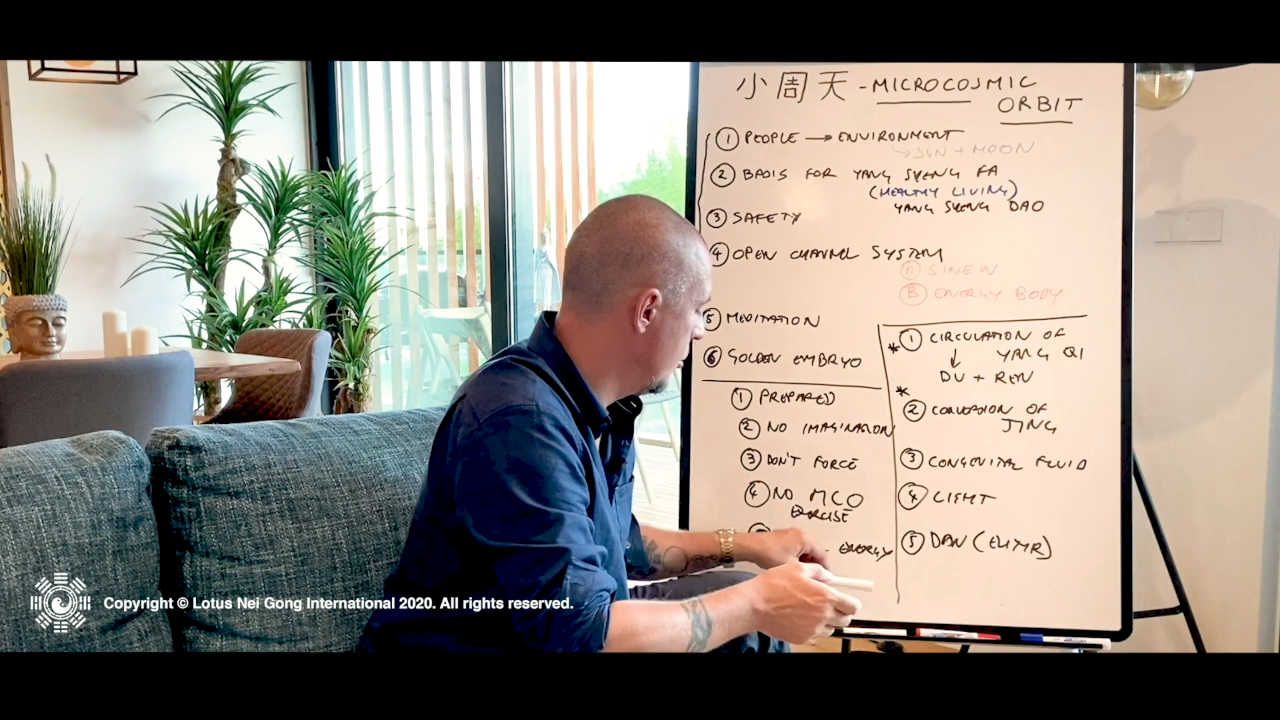 小周天 - MICROCOSMIC
ORBIT
① PEOPLE → ENVIRONMENT
↘ SUN + MOON
② BASIS FOR YANG SHENG FA
(HEALTHY LIVING)
YANG SHENG DAO
③ SAFETY
④ OPEN CHANNEL SYSTEM
Ⓐ SINEW
Ⓑ ENERGY BODY
⑤ MEDITATION
⑥ GOLDEN EMBRYO
① PREPARED
② NO IMAGINATION
③ DON'T FORCE
④ NO MCO
EXERCISE
ENERGY
* ① CIRCULATION OF
YANG QI
↓
DU + REN
* ② CONVERSION OF
JING
③ CONGENITAL FLUID
④ LIGHT
⑤ DAN (ELIXIR)
Copyright © Lotus Nei Gong International 2020. All rights reserved.